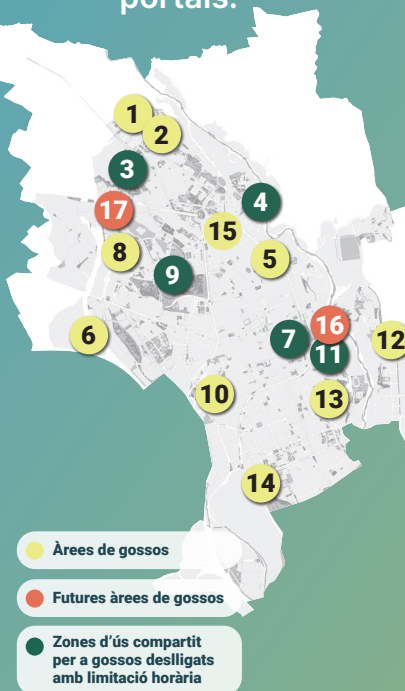 portals.
1
2
3
4
17
15
8
5
9
16
6
7
12
11
10
13
14
Àrees de gossos
Futures àrees de gossos
Zones d'ús compartit
per a gossos deslligats
amb limitació horària